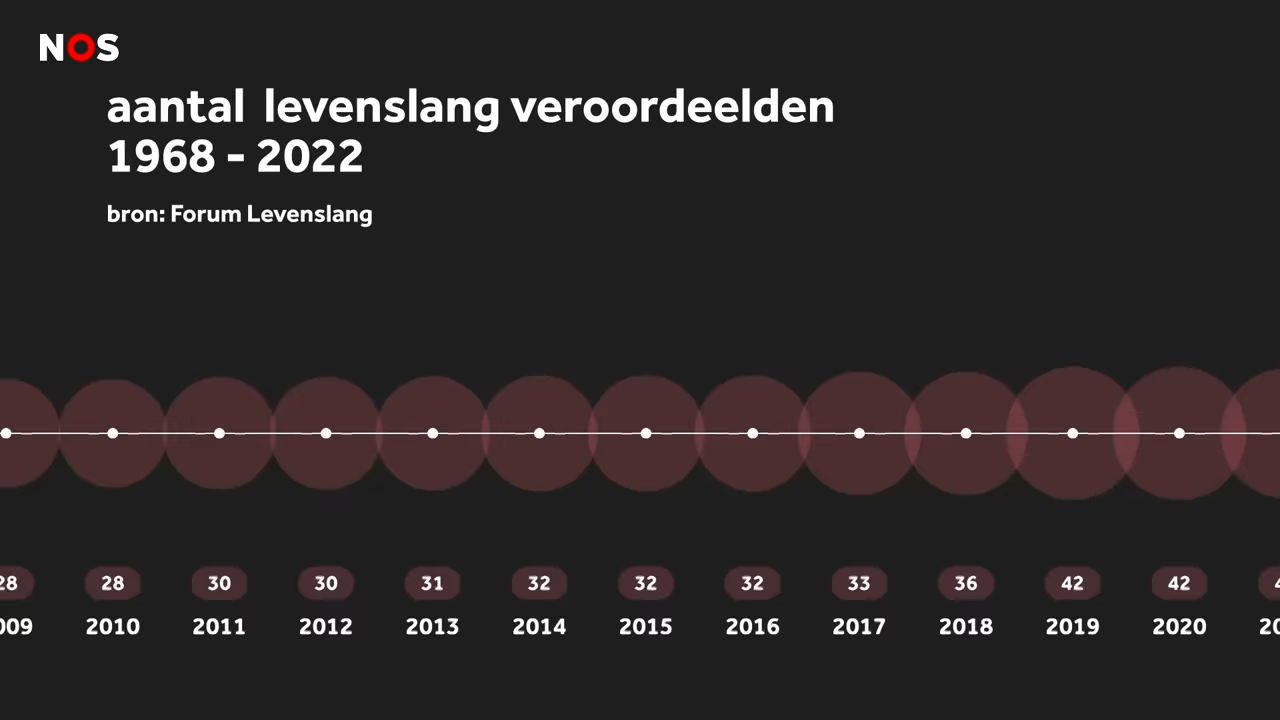 NOS
aantal levenslang veroordeelden
1968 - 2022
bron: Forum Levenslang
28 28 30 30 31 32 32 32 33 36 42 42
2010 2011 2012 2013 2014 2015 2016 2017 2018 2019 2020